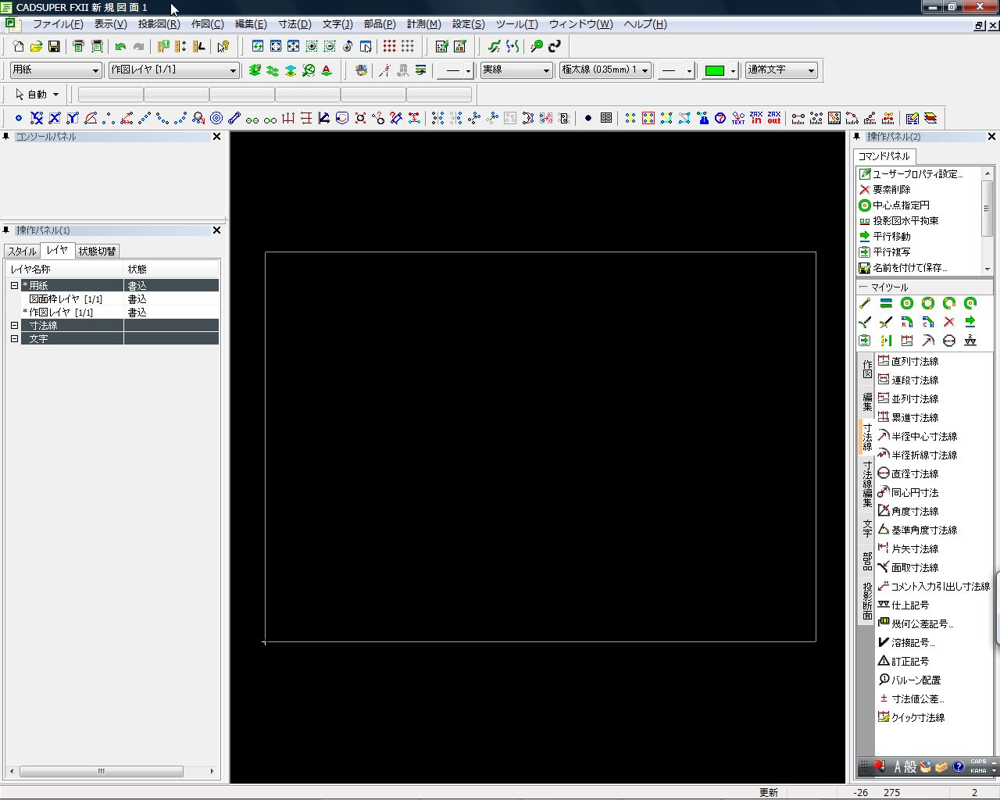 CADSUPER FXII 新 規 図 面 1
ファイル(F) 表示(V) 投影図(R) 作図(C) 編集(E) 寸法(D) 文字(J) 部品(P) 計測(M) 設定(S) ツール(T) ウィンドウ(W) ヘルプ(H)
用紙 作図レイヤ [1/1] 実線 極太線 (0.35mm) 1 通常文字
自動
TEXT ZAX in ZAX out
コンソールパネル
操作パネル(1)
スタイル レイヤ 状態切替
レイヤ名称 状態
* 用紙 書込
図面枠レイヤ [1/1] 書込
* 作図レイヤ [1/1] 書込
寸法線
文字
操作パネル(2)
コマンドパネル
ユーザープロパティ設定...
要素削除
中心点指定円
投影図水平拘束
平行移動
平行複写
名前を付けて保存...
マイツール
作図
編集
寸法線
寸法線編集
文字
部品
投影断面
直列寸法線
連段寸法線
並列寸法線
累進寸法線
半径中心寸法線
半径折線寸法線
直径寸法線
同心円寸法
角度寸法線
基準角度寸法線
片矢寸法線
面取寸法線
コメント入力引出し寸法線
仕上記号
幾何公差記号...
溶接記号...
訂正記号
バルーン配置
寸法値公差...
クイック寸法線
A 般 CAPS KANA
更新 -26 275 2